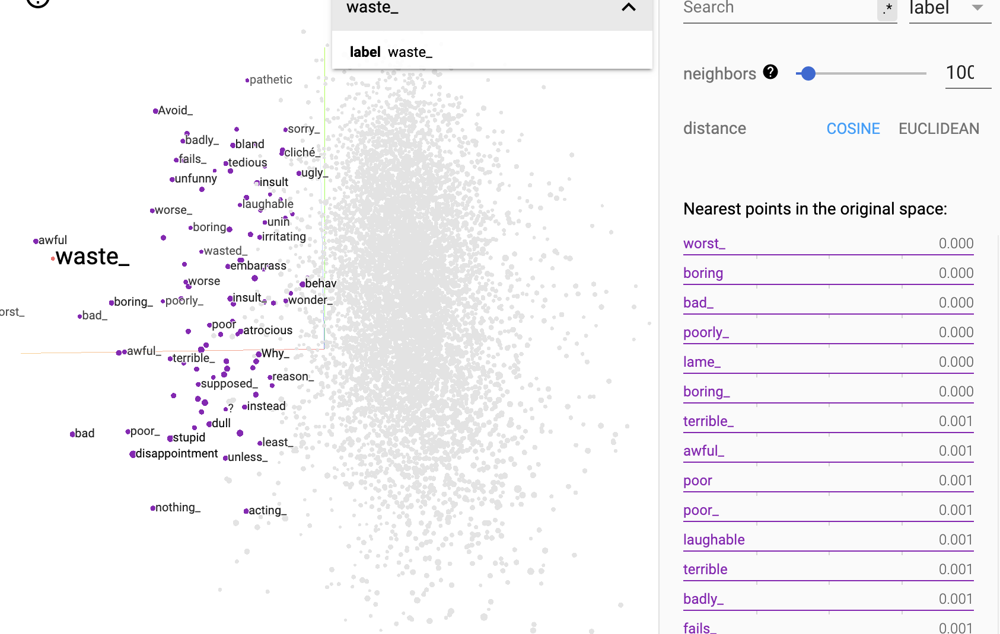 waste_
label waste_
Search
.*
label
neighbors ?
100
distance
COSINE EUCLIDEAN
Nearest points in the original space:
worst_ 0.000
boring 0.000
bad_ 0.000
poorly_ 0.000
lame_ 0.000
boring_ 0.000
terrible_ 0.001
awful_ 0.001
poor 0.001
poor_ 0.001
laughable 0.001
terrible 0.001
badly_ 0.001
fails_ 0.001
pathetic
Avoid_
sorry_
badly_
bland
cliché_
fails_
tedious
ugly_
unfunny
insult
laughable
worse_
unin
boring
irritating
awful
wasted_
waste_
embarrass
worse
behav
insult_
wonder_
boring_
poorly_
orst_
bad_
poor
atrocious
awful_
Why_
terrible_
reason_
supposed_
instead
?
dull
poor_
bad
stupid
least_
disappointment
unless_
nothing_
acting_